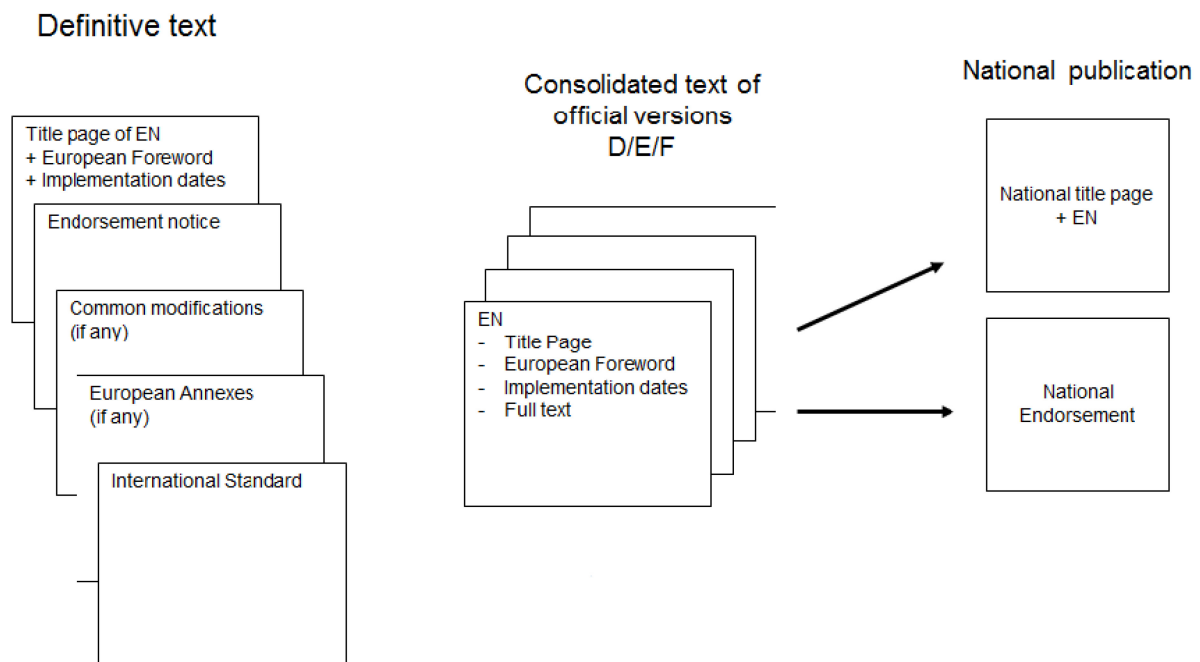 Definitive text
Title page of EN
+ European Foreword
+ Implementation dates
Endorsement notice
Common modifications
(if any)
European Annexes
(if any)
International Standard
Consolidated text of
official versions
D/E/F
EN
- Title Page
- European Foreword
- Implementation dates
- Full text
National publication
National title page
+ EN
National
Endorsement